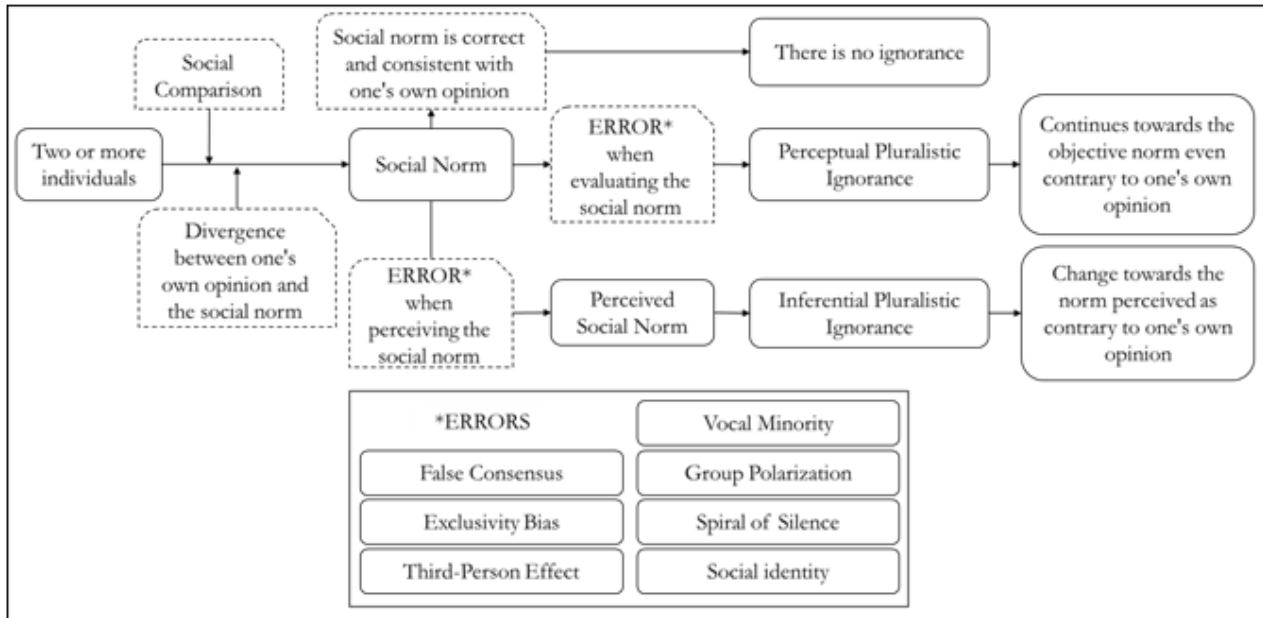 Social
Comparison
Social norm is correct
and consistent with
one's own opinion
There is no ignorance
Two or more
individuals
Social Norm
ERROR*
when
evaluating the
social norm
Perceptual Pluralistic
Ignorance
Continues towards the
objective norm even
contrary to one's own
opinion
Divergence
between one's
own opinion and
the social norm
ERROR*
when
perceiving the
social norm
Perceived
Social Norm
Inferential Pluralistic
Ignorance
Change towards the
norm perceived as
contrary to one's own
opinion
*ERRORS
Vocal Minority
False Consensus
Group Polarization
Exclusivity Bias
Spiral of Silence
Third-Person Effect
Social identity